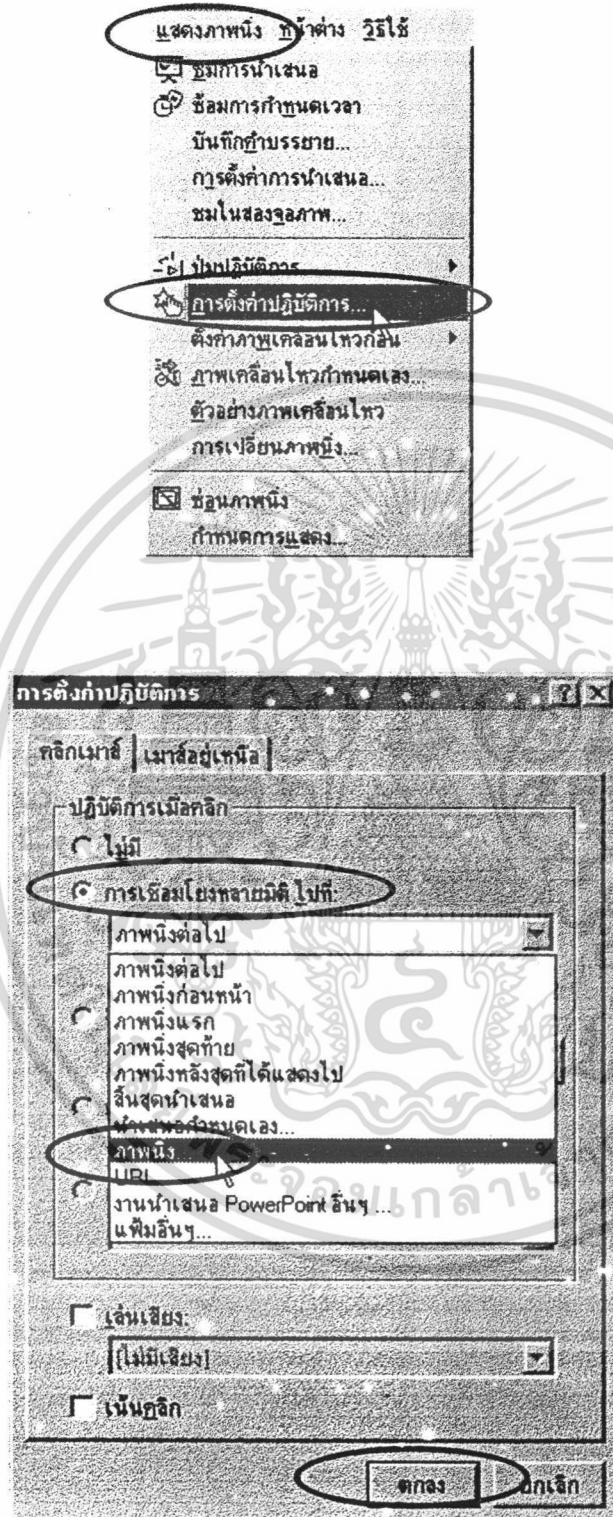 แสดงภาพนิ่ง หน้าต่าง วิธีใช้
ชมการนำเสนอ
ซ้อมการกำหนดเวลา
บันทึกคำบรรยาย...
การตั้งค่าการนำเสนอ...
ชมในสองจอภาพ...
ปุ่มปฏิบัติการ
การตั้งค่าปฏิบัติการ...
ตั้งค่าภาพเคลื่อนไหวก่อน
ภาพเคลื่อนไหวกำหนดเอง...
ตัวอย่างภาพเคลื่อนไหว
การเปลี่ยนภาพนิ่ง...
ซ่อนภาพนิ่ง
กำหนดการแสดง...
การตั้งค่าปฏิบัติการ
คลิกเมาส์ เมาส์อยู่เหนือ
ปฏิบัติการเมื่อคลิก
ไม่มี
การเชื่อมโยงหลายมิติ ไปที่:
ภาพนิ่งต่อไป
ภาพนิ่งต่อไป
ภาพนิ่งก่อนหน้า
ภาพนิ่งแรก
ภาพนิ่งสุดท้าย
ภาพนิ่งหลังสุดที่ได้แสดงไป
สิ้นสุดนำเสนอ
นำเสนอกำหนดเอง...
ภาพนิ่ง...
URL
งานนำเสนอ PowerPoint อื่นๆ ...
แฟ้มอื่นๆ...
เล่นเสียง:
[ไม่มีเสียง]
เน้นคลิก
ตกลง ยกเลิก